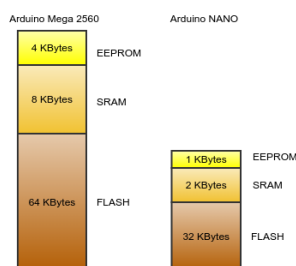 Arduino Mega 2560
4 KBytes
EEPROM
8 KBytes
SRAM
64 KBytes
FLASH
Arduino NANO
1 KBytes
EEPROM
2 KBytes
SRAM
32 KBytes
FLASH